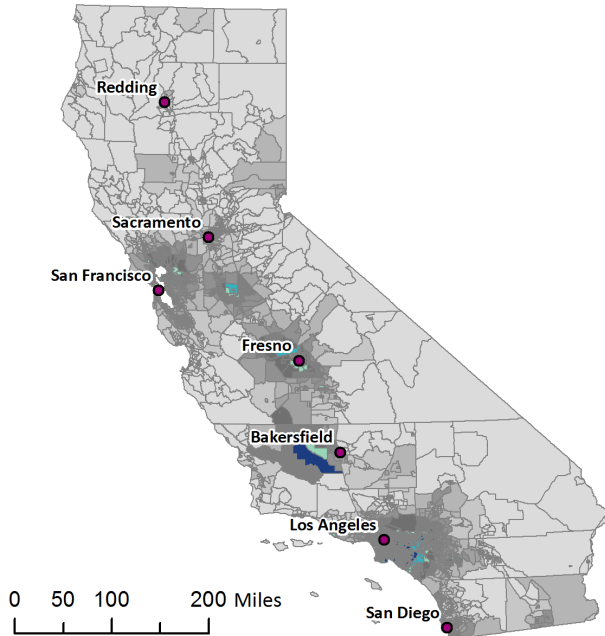 Redding
Sacramento
San Francisco
Fresno
Bakersfield
Los Angeles
0 50 100 200 Miles
San Diego